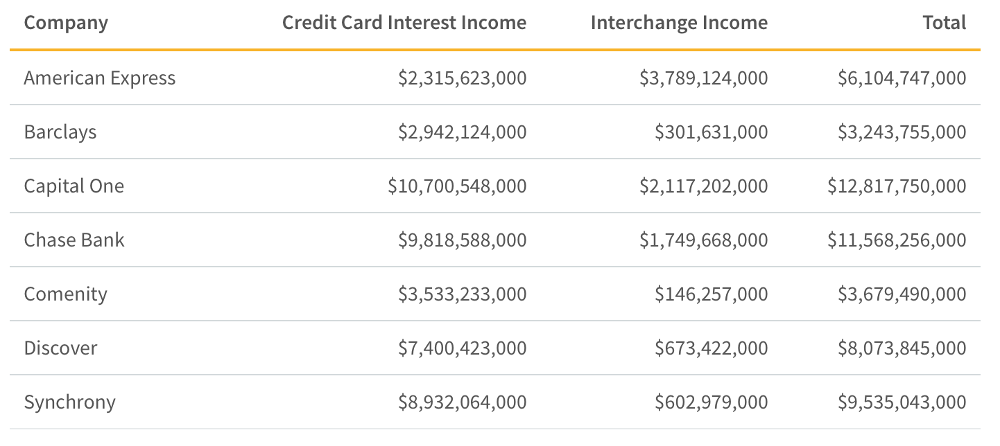 Company Credit Card Interest Income Interchange Income Total
American Express $2,315,623,000 $3,789,124,000 $6,104,747,000
Barclays $2,942,124,000 $301,631,000 $3,243,755,000
Capital One $10,700,548,000 $2,117,202,000 $12,817,750,000
Chase Bank $9,818,588,000 $1,749,668,000 $11,568,256,000
Comenity $3,533,233,000 $146,257,000 $3,679,490,000
Discover $7,400,423,000 $673,422,000 $8,073,845,000
Synchrony $8,932,064,000 $602,979,000 $9,535,043,000